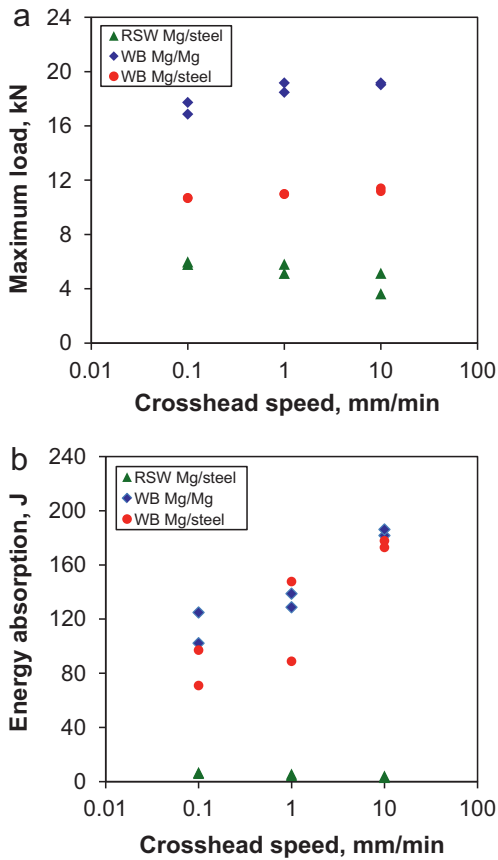 a
24
20
16
12
8
4
0
RSW Mg/steel
WB Mg/Mg
WB Mg/steel
Maximum load, kN
0.01 0.1 1 10 100
Crosshead speed, mm/min
b
240
200
160
120
80
40
0
RSW Mg/steel
WB Mg/Mg
WB Mg/steel
Energy absorption, J
0.01 0.1 1 10 100
Crosshead speed, mm/min